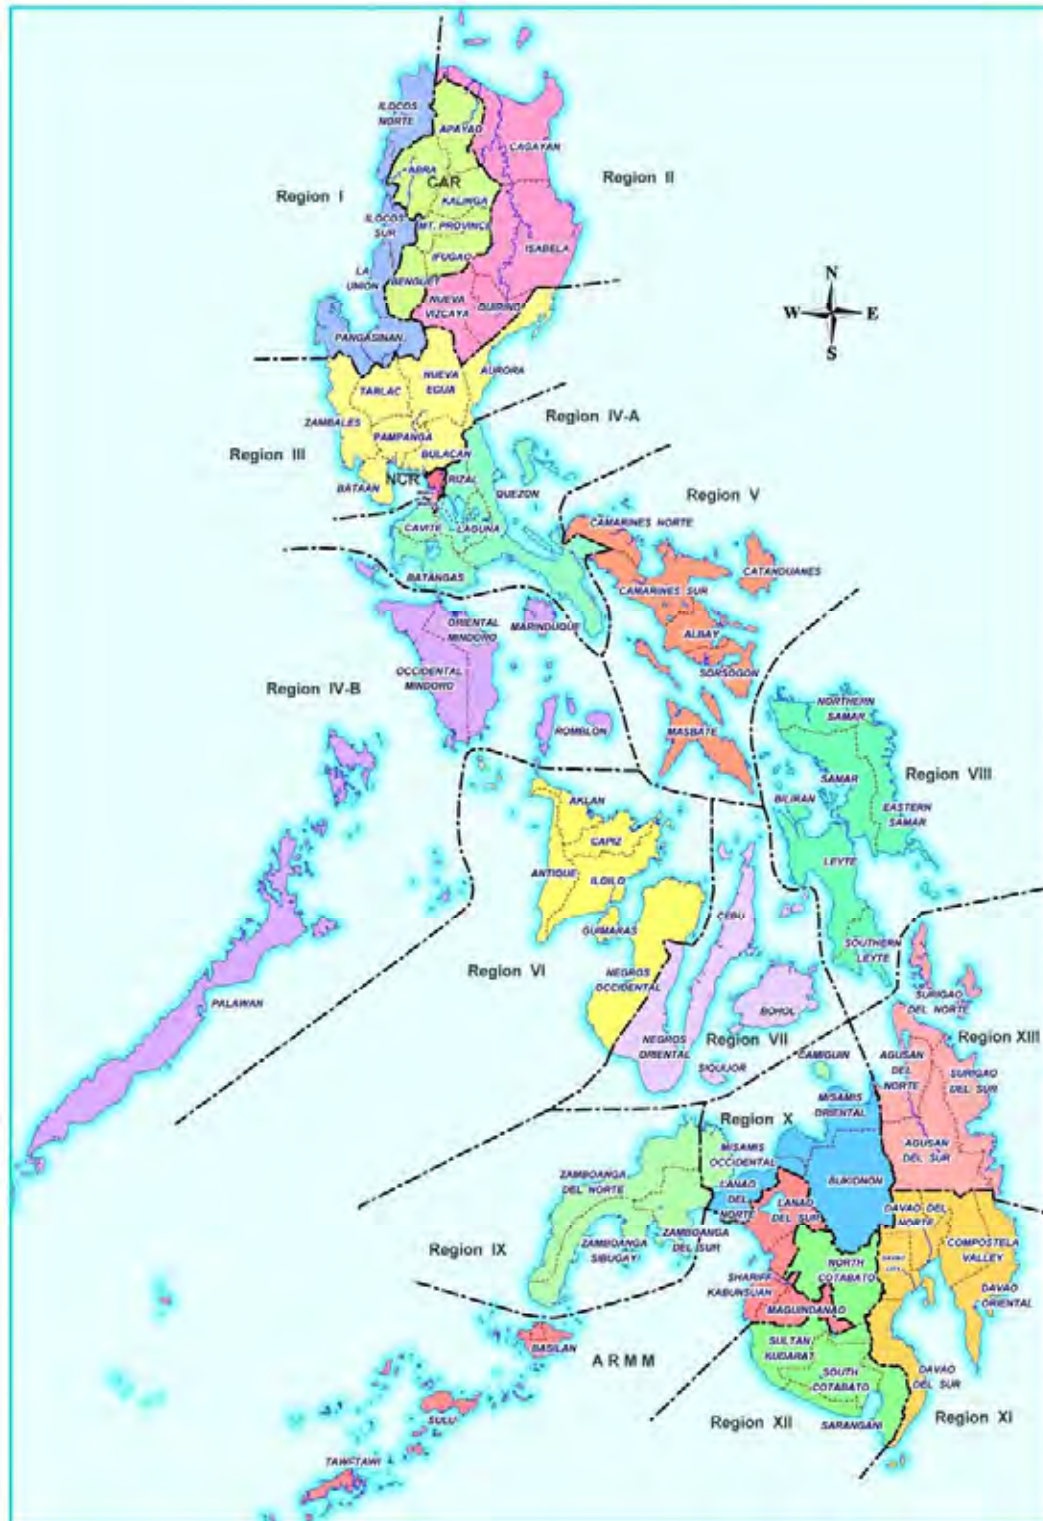 ILOCOS
NORTE
APAYAO
CAGAYAN
Region I
ABRA
CAR
Region II
KALINGA
ILOCOS
SUR
MT. PROVINCE
ISABELA
IFUGAO
LA
UNION
BENGUET
NUEVA
VIZCAYA
QUIRINO
N
W E
S
PANGASINAN
NUEVA
ECIJA
AURORA
TARLAC
ZAMBALES
Region IV-A
PAMPANGA
BULACAN
Region III
BATAAN
NCR
RIZAL
QUEZON
Region V
CAVITE
LAGUNA
CAMARINES NORTE
CATANDUANES
BATANGAS
CAMARINES SUR
ORIENTAL
MINDORO
MARINDUQUE
ALBAY
SORSOGON
OCCIDENTAL
MINDORO
Region IV-B
ROMBLON
MASBATE
NORTHERN
SAMAR
SAMAR
Region VIII
BILIRAN
EASTERN
SAMAR
AKLAN
CAPIZ
ANTIQUE
ILOILO
LEYTE
GUIMARAS
CEBU
SOUTHERN
LEYTE
Region VI
NEGROS
OCCIDENTAL
PALAWAN
BOHOL
SURIGAO
DEL NORTE
Region VII
NEGROS
ORIENTAL
SIQUIJOR
CAMIGUIN
AGUSAN
DEL
NORTE
Region XIII
SURIGAO
DEL SUR
MISAMIS
ORIENTAL
Region X
MISAMIS
OCCIDENTAL
AGUSAN
DEL SUR
ZAMBOANGA
DEL NORTE
LANAO
DEL
NORTE
LANAO
DEL SUR
BUKIDNON
DAVAO DEL
NORTE
COMPOSTELA
VALLEY
Region IX
ZAMBOANGA
SIBUGAY
ZAMBOANGA
DEL SUR
DAVAO
CITY
NORTH
COTABATO
SHARIFF
KABUNSUAN
MAGUINDANAO
DAVAO
ORIENTAL
BASILAN
ARMM
SULTAN
KUDARAT
SOUTH
COTABATO
DAVAO
DEL SUR
SULU
Region XII
SARANGANI
Region XI
TAWI-TAWI